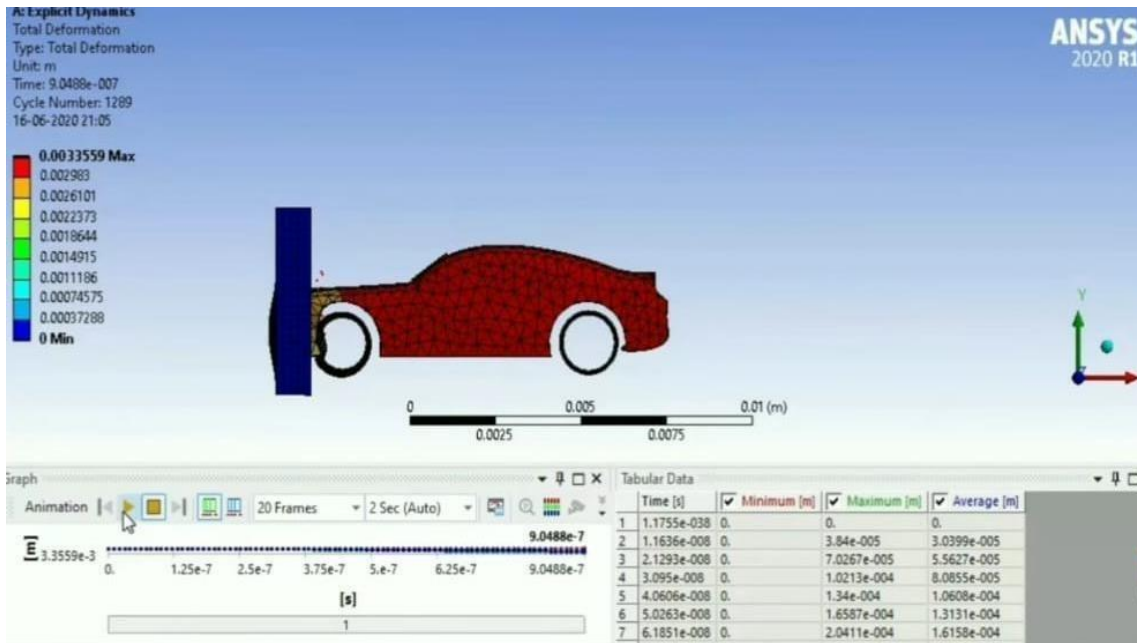 A: Explicit Dynamics
Total Deformation
Type: Total Deformation
Unit: m
Time: 9.0488e-007
Cycle Number: 1289
16-06-2020 21:05
ANSYS
2020 R1
0.0033559 Max
0.002983
0.0026101
0.0022373
0.0018644
0.0014915
0.0011186
0.00074575
0.00037288
0 Min
Y
0 0.005 0.01 (m)
0.0025 0.0075
Graph
Animation 20 Frames 2 Sec (Auto)
9.0488e-7
[m] 3.3559e-3
0. 1.25e-7 2.5e-7 3.75e-7 5.e-7 6.25e-7 9.0488e-7
[s]
1
Tabular Data
Time [s] Minimum [m] Maximum [m] Average [m]
1 1.1755e-038 0. 0. 0.
2 1.1636e-008 0. 3.84e-005 3.0399e-005
3 2.1293e-008 0. 7.0267e-005 5.5627e-005
4 3.095e-008 0. 1.0213e-004 8.0855e-005
5 4.0606e-008 0. 1.34e-004 1.0608e-004
6 5.0263e-008 0. 1.6587e-004 1.3131e-004
7 6.1851e-008 0. 2.0411e-004 1.6158e-004